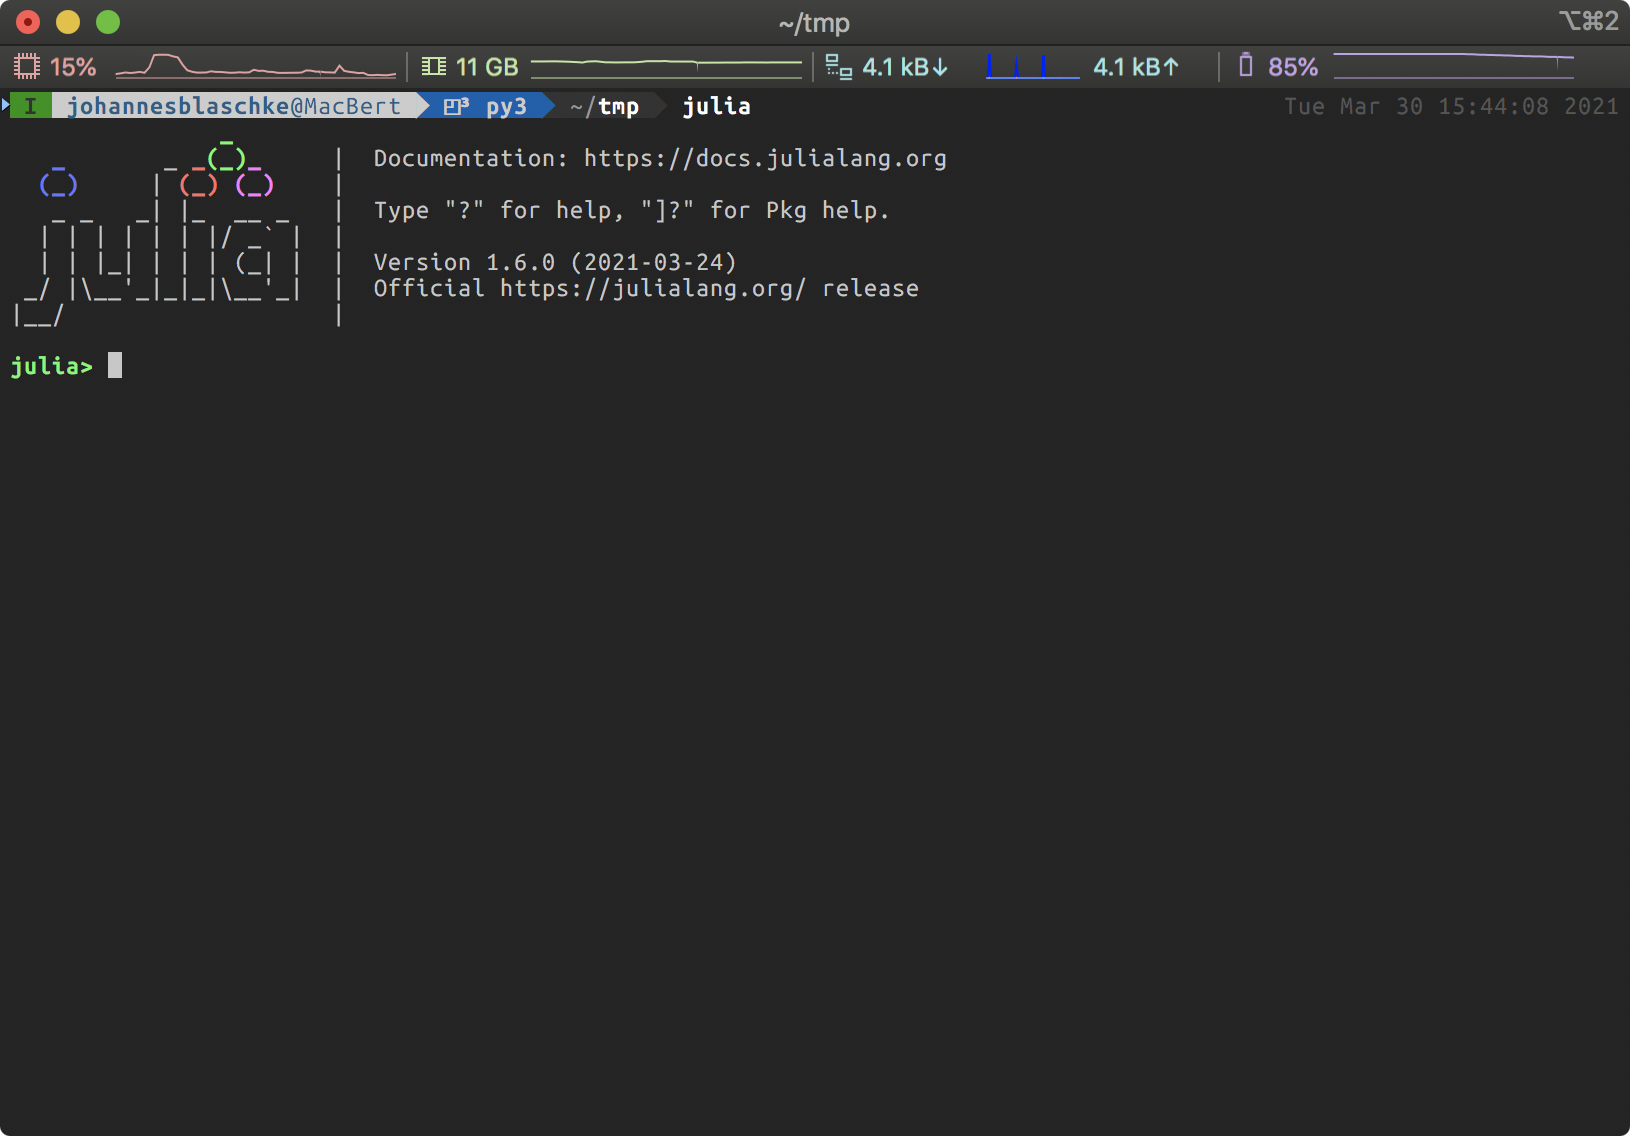 ~/tmp ⌥⌘2
15% 11 GB 4.1 kB↓ 4.1 kB↑ 85%
I johannesblaschke@MacBert py3 ~/tmp julia Tue Mar 30 15:44:08 2021
               _
   _       _ _(_)_     |  Documentation: https://docs.julialang.org
  (_)     | (_) (_)    |
   _ _   _| |_  __ _   |  Type "?" for help, "]?" for Pkg help.
  | | | | | | |/ _` |  |
  | | |_| | | | (_| |  |  Version 1.6.0 (2021-03-24)
 _/ |\__'_|_|_|\__'_|  |  Official https://julialang.org/ release
|__/                   |
julia>